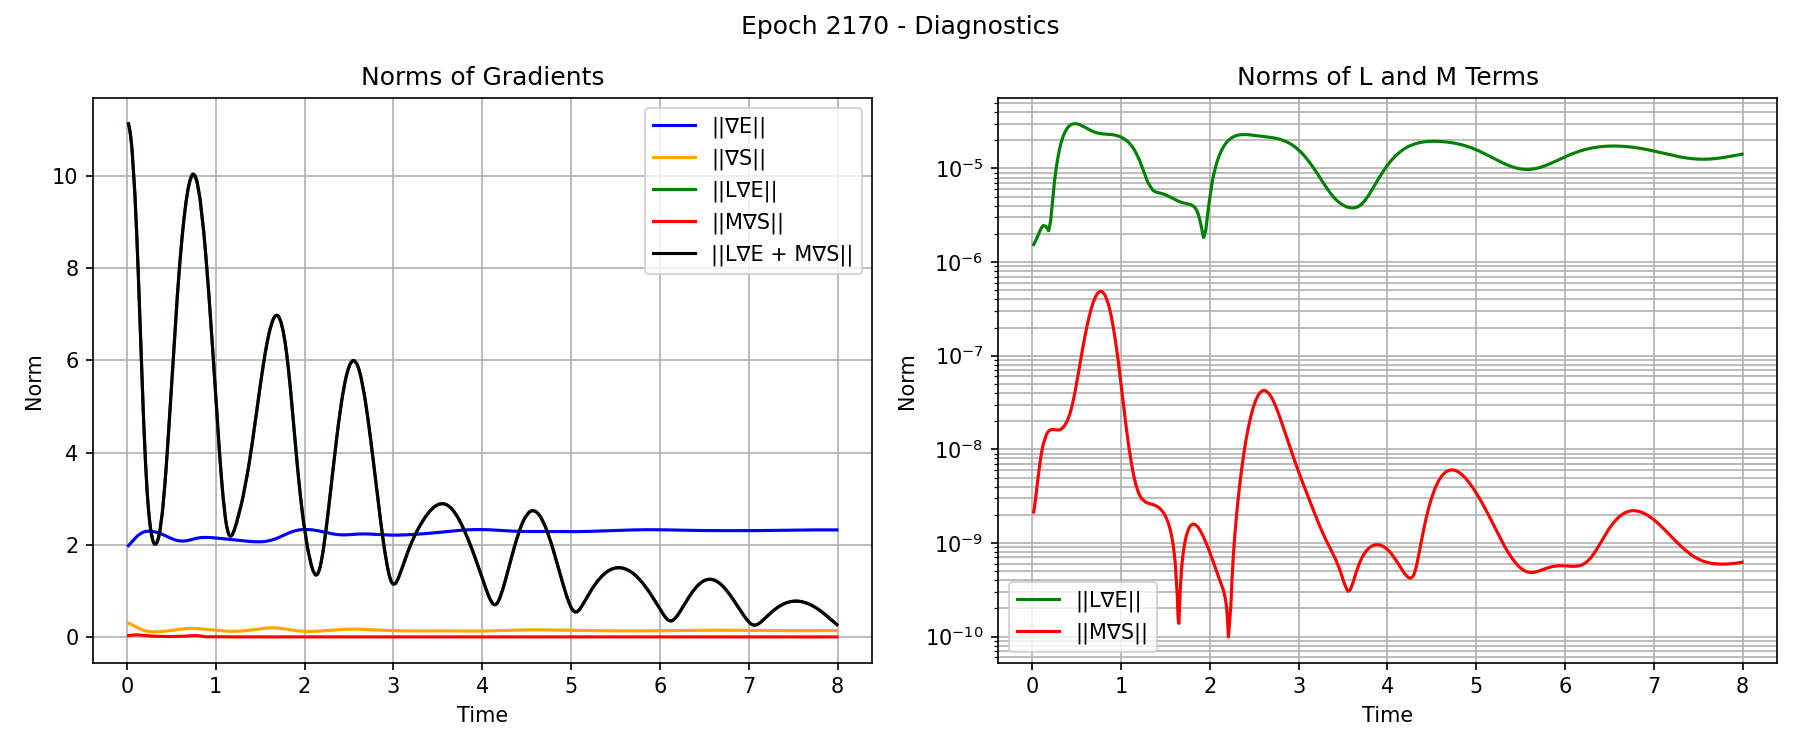 Epoch 2170 - Diagnostics
Norms of Gradients
Norm
10
8
6
4
2
0
0 1 2 3 4 5 6 7 8
Time
||∇E||
||∇S||
||L∇E||
||M∇S||
||L∇E + M∇S||
Norms of L and M Terms
Norm
10⁻⁵
10⁻⁶
10⁻⁷
10⁻⁸
10⁻⁹
10⁻¹⁰
0 1 2 3 4 5 6 7 8
Time
||L∇E||
||M∇S||